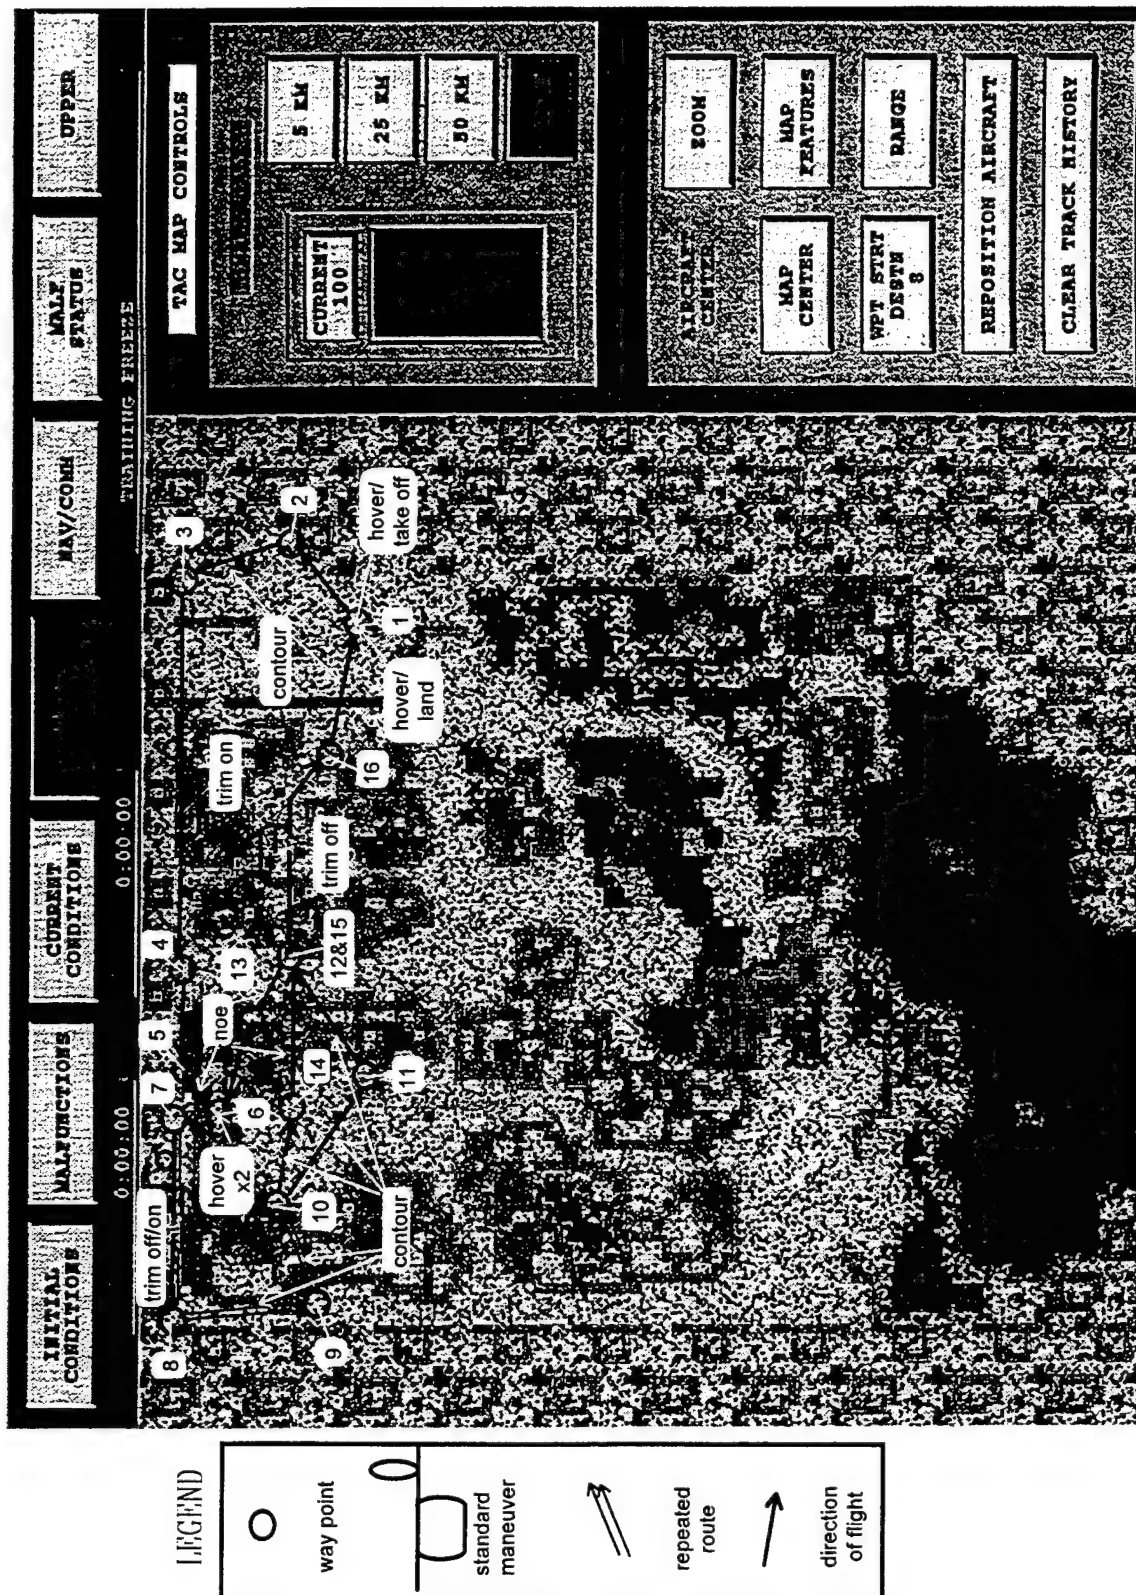 INITIAL
CONDITIONS
MALFUNCTIONS
CURRENT
CONDITIONS
NAV/COMM
MALF
STATUS
UPPER
0:00:00
0:00:00
TRAINING FREEZE
TAC MAP CONTROLS
CURRENT
100
5 KM
25 KM
50 KM
AIRCRAFT
CENTER
ZOOM
MAP
CENTER
MAP
FEATURES
WPT STRT
DESTN
8
RANGE
REPOSITION AIRCRAFT
CLEAR TRACK HISTORY
8
trim off/on
7
5
4
3
hover
x2
6
noe
13
trim on
contour
2
9
10
14
12&15
trim off
16
1
hover/
take off
contour
11
hover/
land
LEGEND
way point
standard
maneuver
repeated
route
direction
of flight